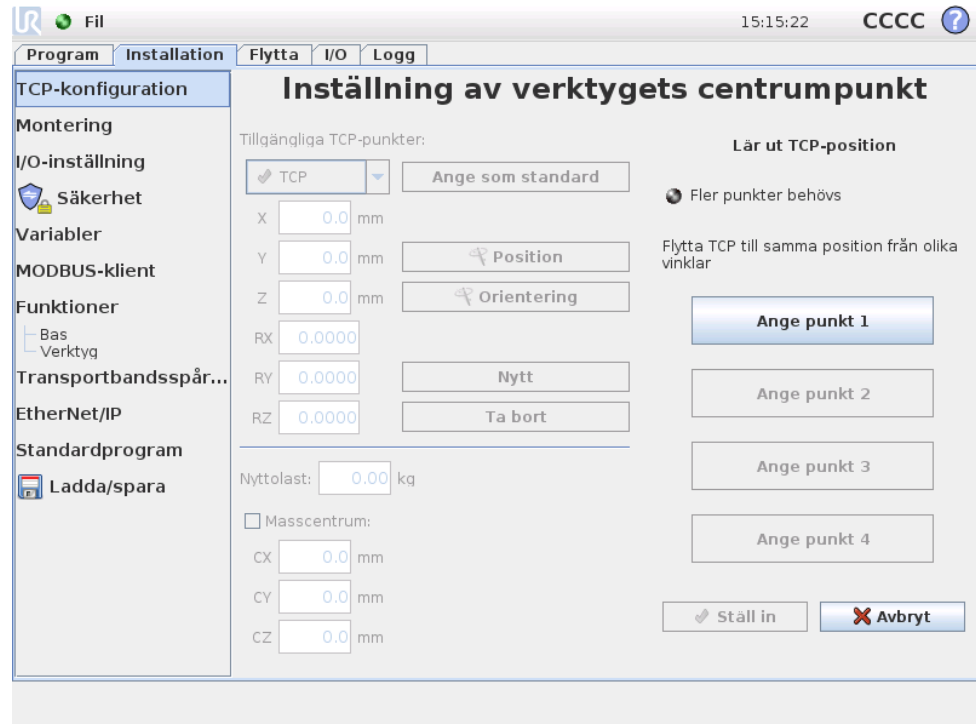 UR Fil 15:15:22 CCCC ?
Program Installation Flytta I/O Logg
TCP-konfiguration
Montering
I/O-inställning
Säkerhet
Variabler
MODBUS-klient
Funktioner
Bas
Verktyg
Transportbandsspår...
EtherNet/IP
Standardprogram
Ladda/spara
Inställning av verktygets centrumpunkt
Tillgängliga TCP-punkter:
TCP Ange som standard
X 0.0 mm
Y 0.0 mm Position
Z 0.0 mm Orientering
RX 0.0000
RY 0.0000 Nytt
RZ 0.0000 Ta bort
Nyttolast: 0.00 kg
Masscentrum:
CX 0.0 mm
CY 0.0 mm
CZ 0.0 mm
Lär ut TCP-position
Fler punkter behövs
Flytta TCP till samma position från olika
vinklar
Ange punkt 1
Ange punkt 2
Ange punkt 3
Ange punkt 4
Ställ in Avbryt